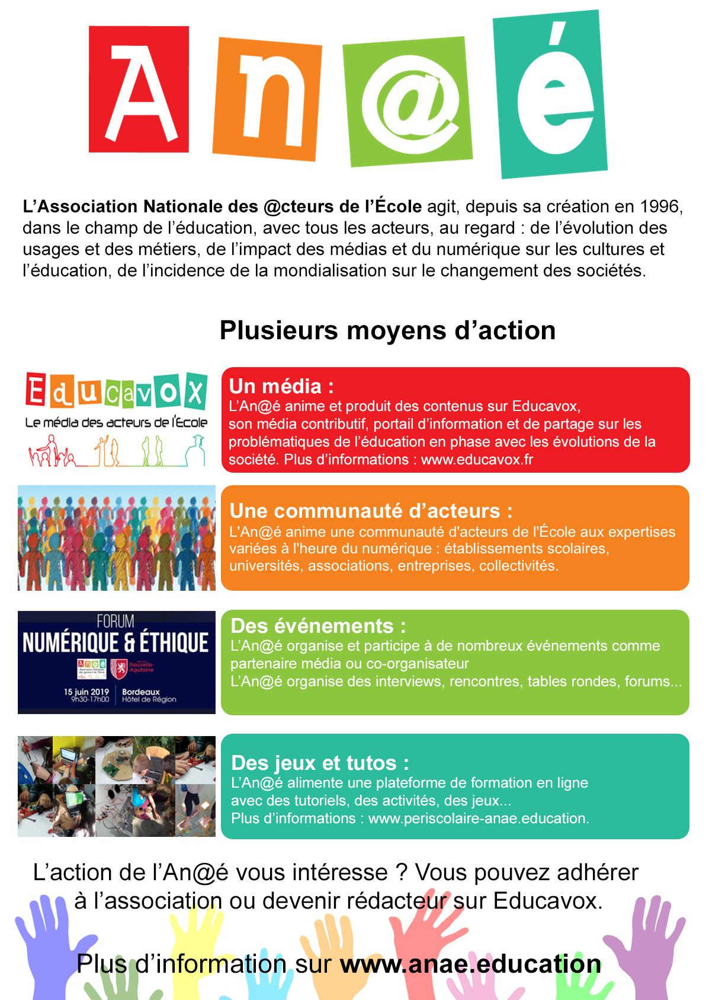 An@é
L’Association Nationale des @cteurs de l’École agit, depuis sa création en 1996,
dans le champ de l’éducation, avec tous les acteurs, au regard : de l’évolution des
usages et des métiers, de l’impact des médias et du numérique sur les cultures et
l’éducation, de l’incidence de la mondialisation sur le changement des sociétés.
Plusieurs moyens d’action
Educavox
Le média des acteurs de l'École
Un média :
L’An@é anime et produit des contenus sur Educavox,
son média contributif, portail d’information et de partage sur les
problématiques de l’éducation en phase avec les évolutions de la
société. Plus d’informations : www.educavox.fr
Une communauté d’acteurs :
L'An@é anime une communauté d'acteurs de l'École aux expertises
variées à l'heure du numérique : établissements scolaires,
universités, associations, entreprises, collectivités.
FORUM
NUMÉRIQUE & ÉTHIQUE
An@é
Association Nationale
des @cteurs de l'École
Nouvelle-
Aquitaine
15 juin 2019
9h30-17h00
Bordeaux
Hôtel de Région
Des événements :
L’An@é organise et participe à de nombreux événements comme
partenaire média ou co-organisateur
L’An@é organise des interviews, rencontres, tables rondes, forums...
Des jeux et tutos :
L’An@é alimente une plateforme de formation en ligne
avec des tutoriels, des activités, des jeux...
Plus d’informations : www.periscolaire-anae.education.
L’action de l’An@é vous intéresse ? Vous pouvez adhérer
à l’association ou devenir rédacteur sur Educavox.
Plus d’information sur www.anae.education